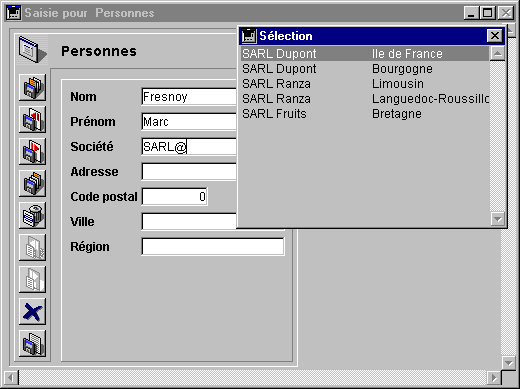 Saisie pour Personnes
Sélection
Personnes
SARL Dupont Ile de France
SARL Dupont Bourgogne
SARL Ranza Limousin
SARL Ranza Languedoc-Roussillo
SARL Fruits Bretagne
Nom Fresnoy
Prénom Marc
Société SARL@
Adresse
Code postal 0
Ville
Région